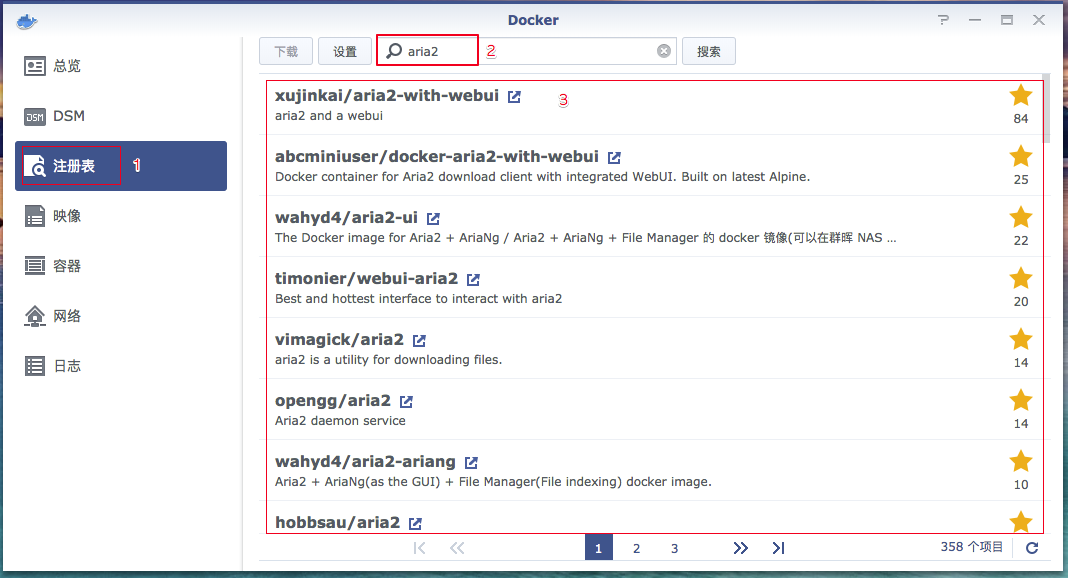 Docker
下载 设置 aria2 2 搜索
总览
DSM DSM
注册表 1
映像
容器
网络
日志
3
xujinkai/aria2-with-webui
aria2 and a webui
84
abcminiuser/docker-aria2-with-webui
Docker container for Aria2 download client with integrated WebUI. Built on latest Alpine.
25
wahyd4/aria2-ui
The Docker image for Aria2 + AriaNg / Aria2 + AriaNg + File Manager 的 docker 镜像(可以在群晖 NAS ...
22
timonier/webui-aria2
Best and hottest interface to interact with aria2
20
vimagick/aria2
aria2 is a utility for downloading files.
14
opengg/aria2
Aria2 daemon service
14
wahyd4/aria2-ariang
Aria2 + AriaNg(as the GUI) + File Manager(File indexing) docker image.
10
hobbsau/aria2
1 2 3 358 个项目